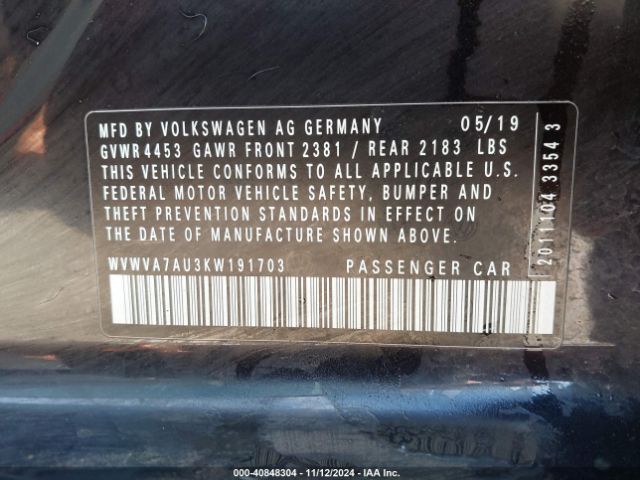 MFD BY VOLKSWAGEN AG GERMANY 05/19
GVWR 4453 GAWR FRONT 2381 / REAR 2183 LBS
THIS VEHICLE CONFORMS TO ALL APPLICABLE U.S.
FEDERAL MOTOR VEHICLE SAFETY, BUMPER AND
THEFT PREVENTION STANDARDS IN EFFECT ON
THE DATE OF MANUFACTURE SHOWN ABOVE.
WVWVA7AU3KW191703 PASSENGER CAR
2011104 33543
000-40848304 - 11/12/2024 - IAA Inc.